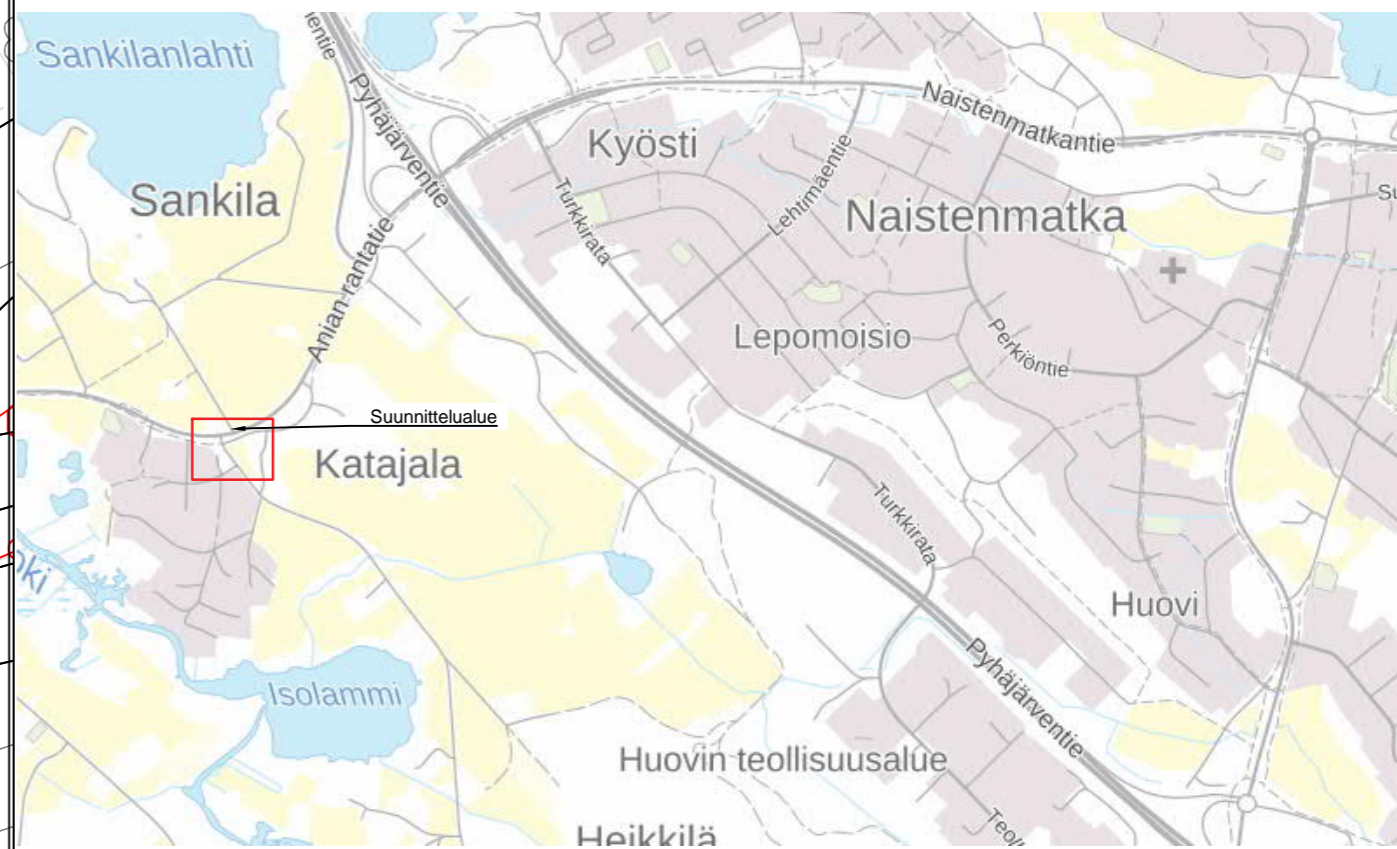 Sankilanlahti
Pyhäjärventie
Naistenmatkantie
Kyösti
Lehtimäentie
Sankila
Turkkirata
Naistenmatka
Anian rantatie
Lepomoisio
Perkiöntie
Suunnittelualue
Katajala
Turkkirata
Huovi
Isolammi
Pyhäjärventie
Huovin teollisuusalue
Heikkilä